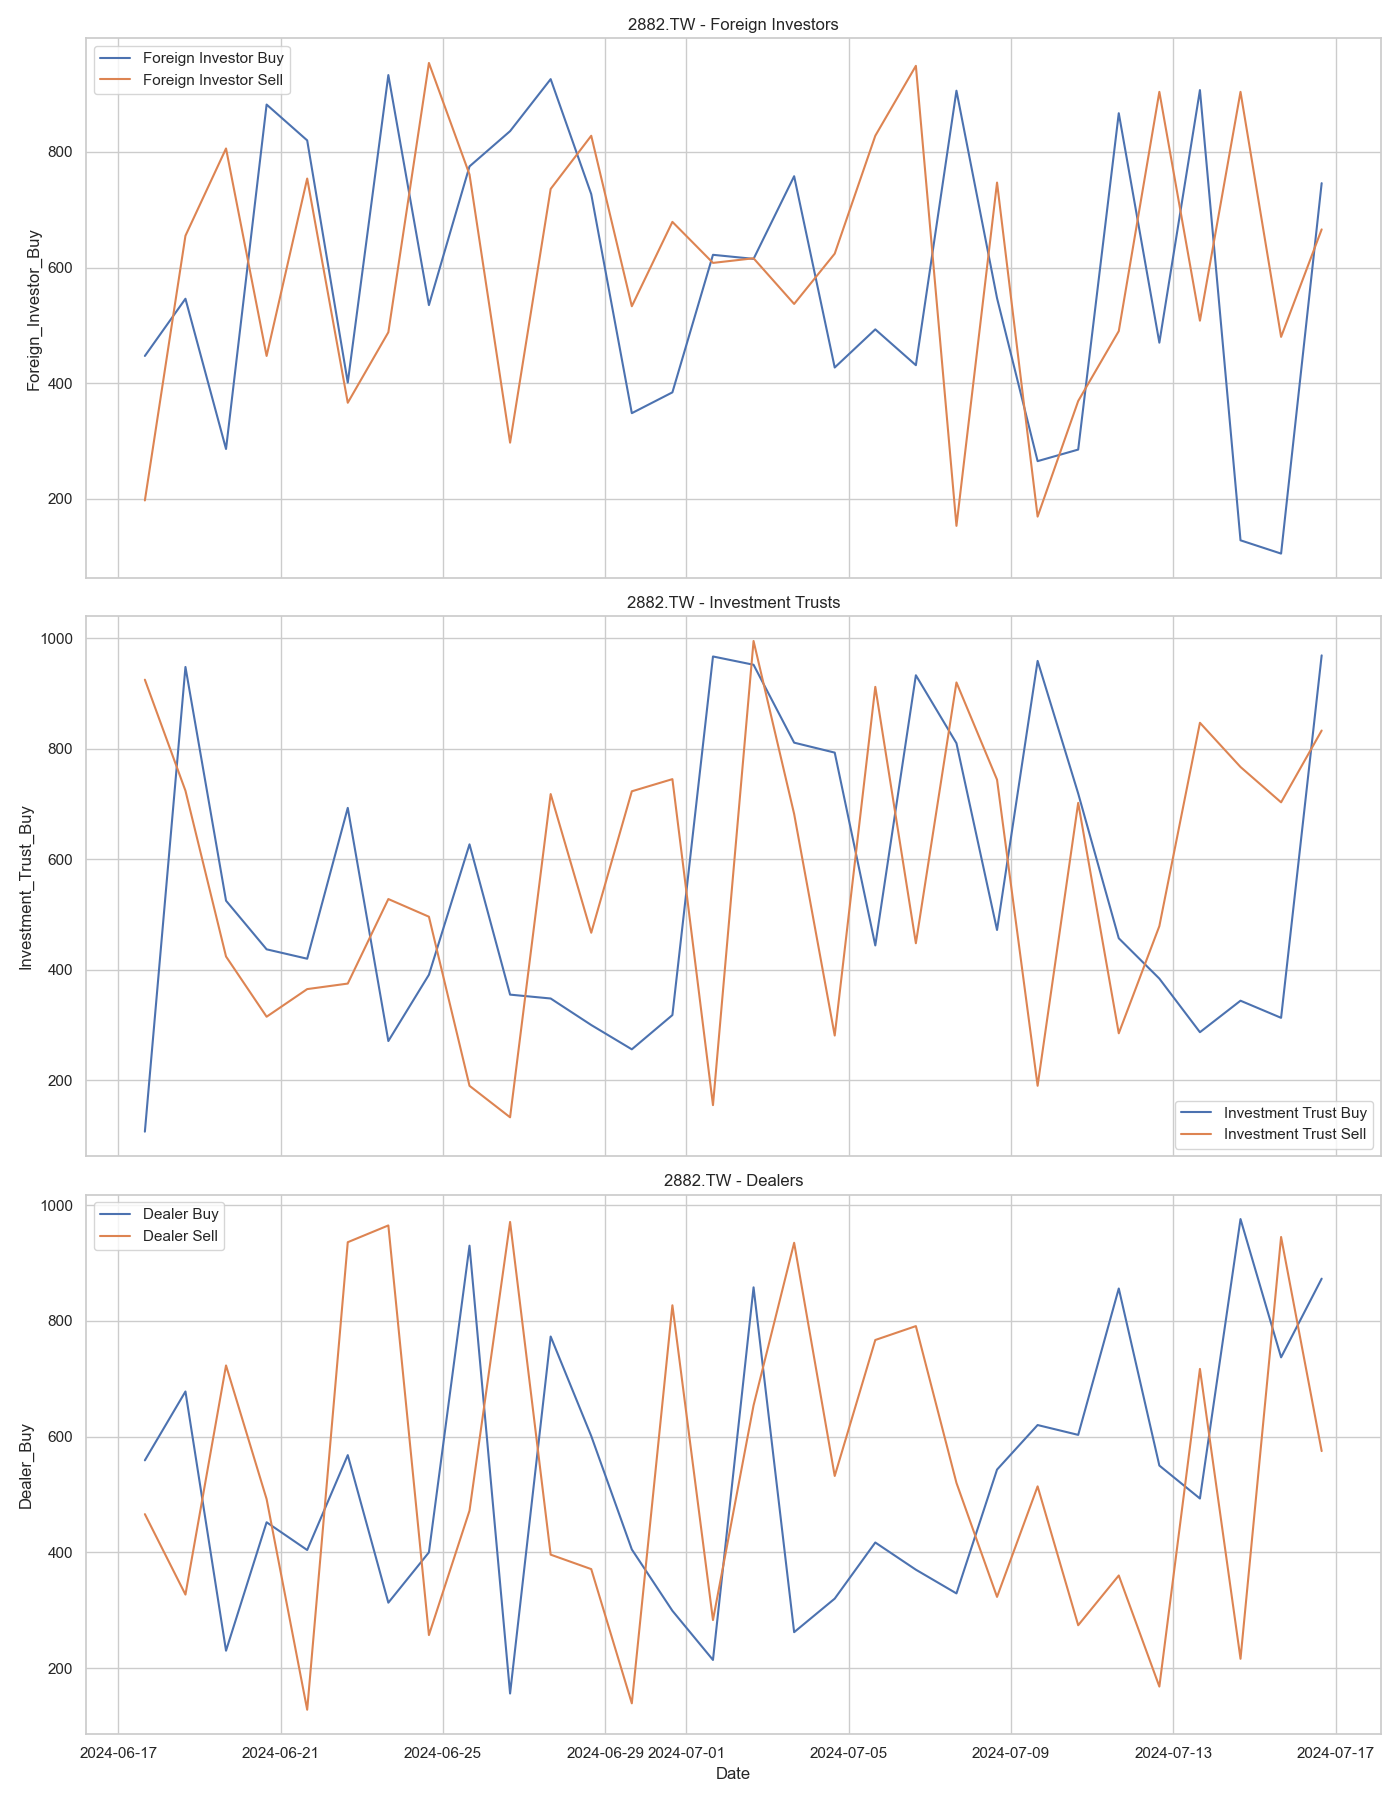 2882.TW - Foreign Investors
Foreign Investor Buy
Foreign Investor Sell
Foreign_Investor_Buy
800
600
400
200
2882.TW - Investment Trusts
Investment_Trust_Buy
1000
800
600
400
200
Investment Trust Buy
Investment Trust Sell
2882.TW - Dealers
Dealer Buy
Dealer Sell
Dealer_Buy
1000
800
600
400
200
2024-06-17 2024-06-21 2024-06-25 2024-06-29 2024-07-01 2024-07-05 2024-07-09 2024-07-13 2024-07-17
Date